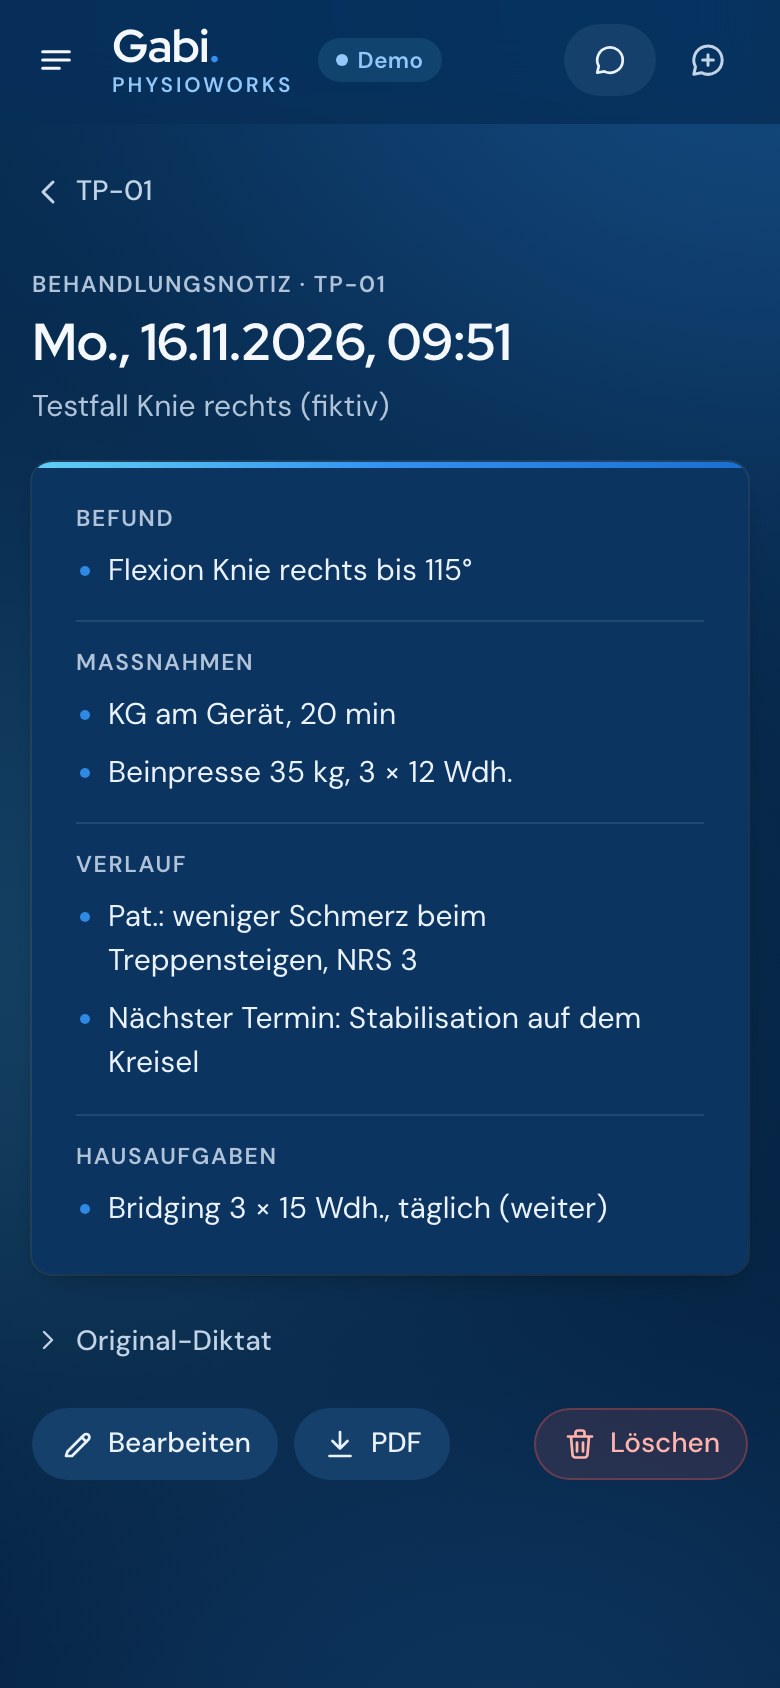 Gabi.
PHYSIOWORKS
Demo
TP-01
BEHANDLUNGSNOTIZ · TP-01
Mo., 16.11.2026, 09:51
Testfall Knie rechts (fiktiv)
BEFUND
Flexion Knie rechts bis 115°
MASSNAHMEN
KG am Gerät, 20 min
Beinpresse 35 kg, 3 × 12 Wdh.
VERLAUF
Pat.: weniger Schmerz beim
Treppensteigen, NRS 3
Nächster Termin: Stabilisation auf dem
Kreisel
HAUSAUFGABEN
Bridging 3 × 15 Wdh., täglich (weiter)
Original-Diktat
Bearbeiten
PDF
Löschen